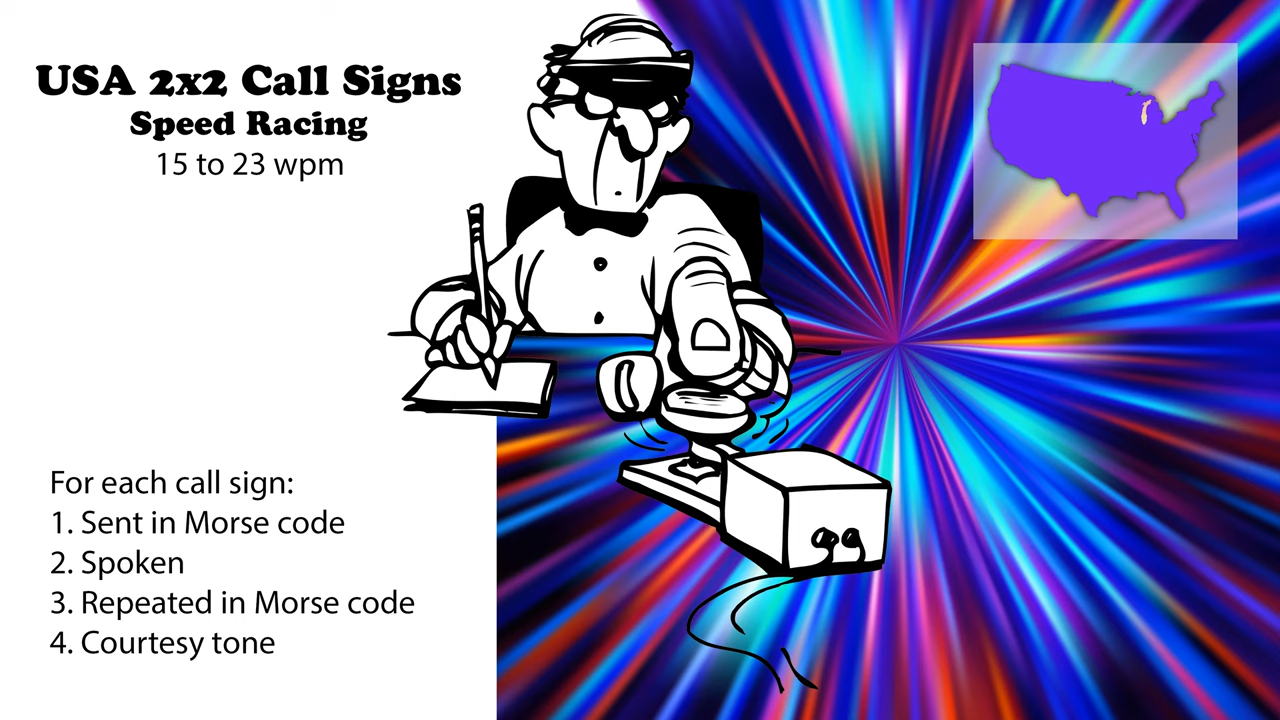 USA 2x2 Call Signs
Speed Racing
15 to 23 wpm
For each call sign:
1. Sent in Morse code
2. Spoken
3. Repeated in Morse code
4. Courtesy tone